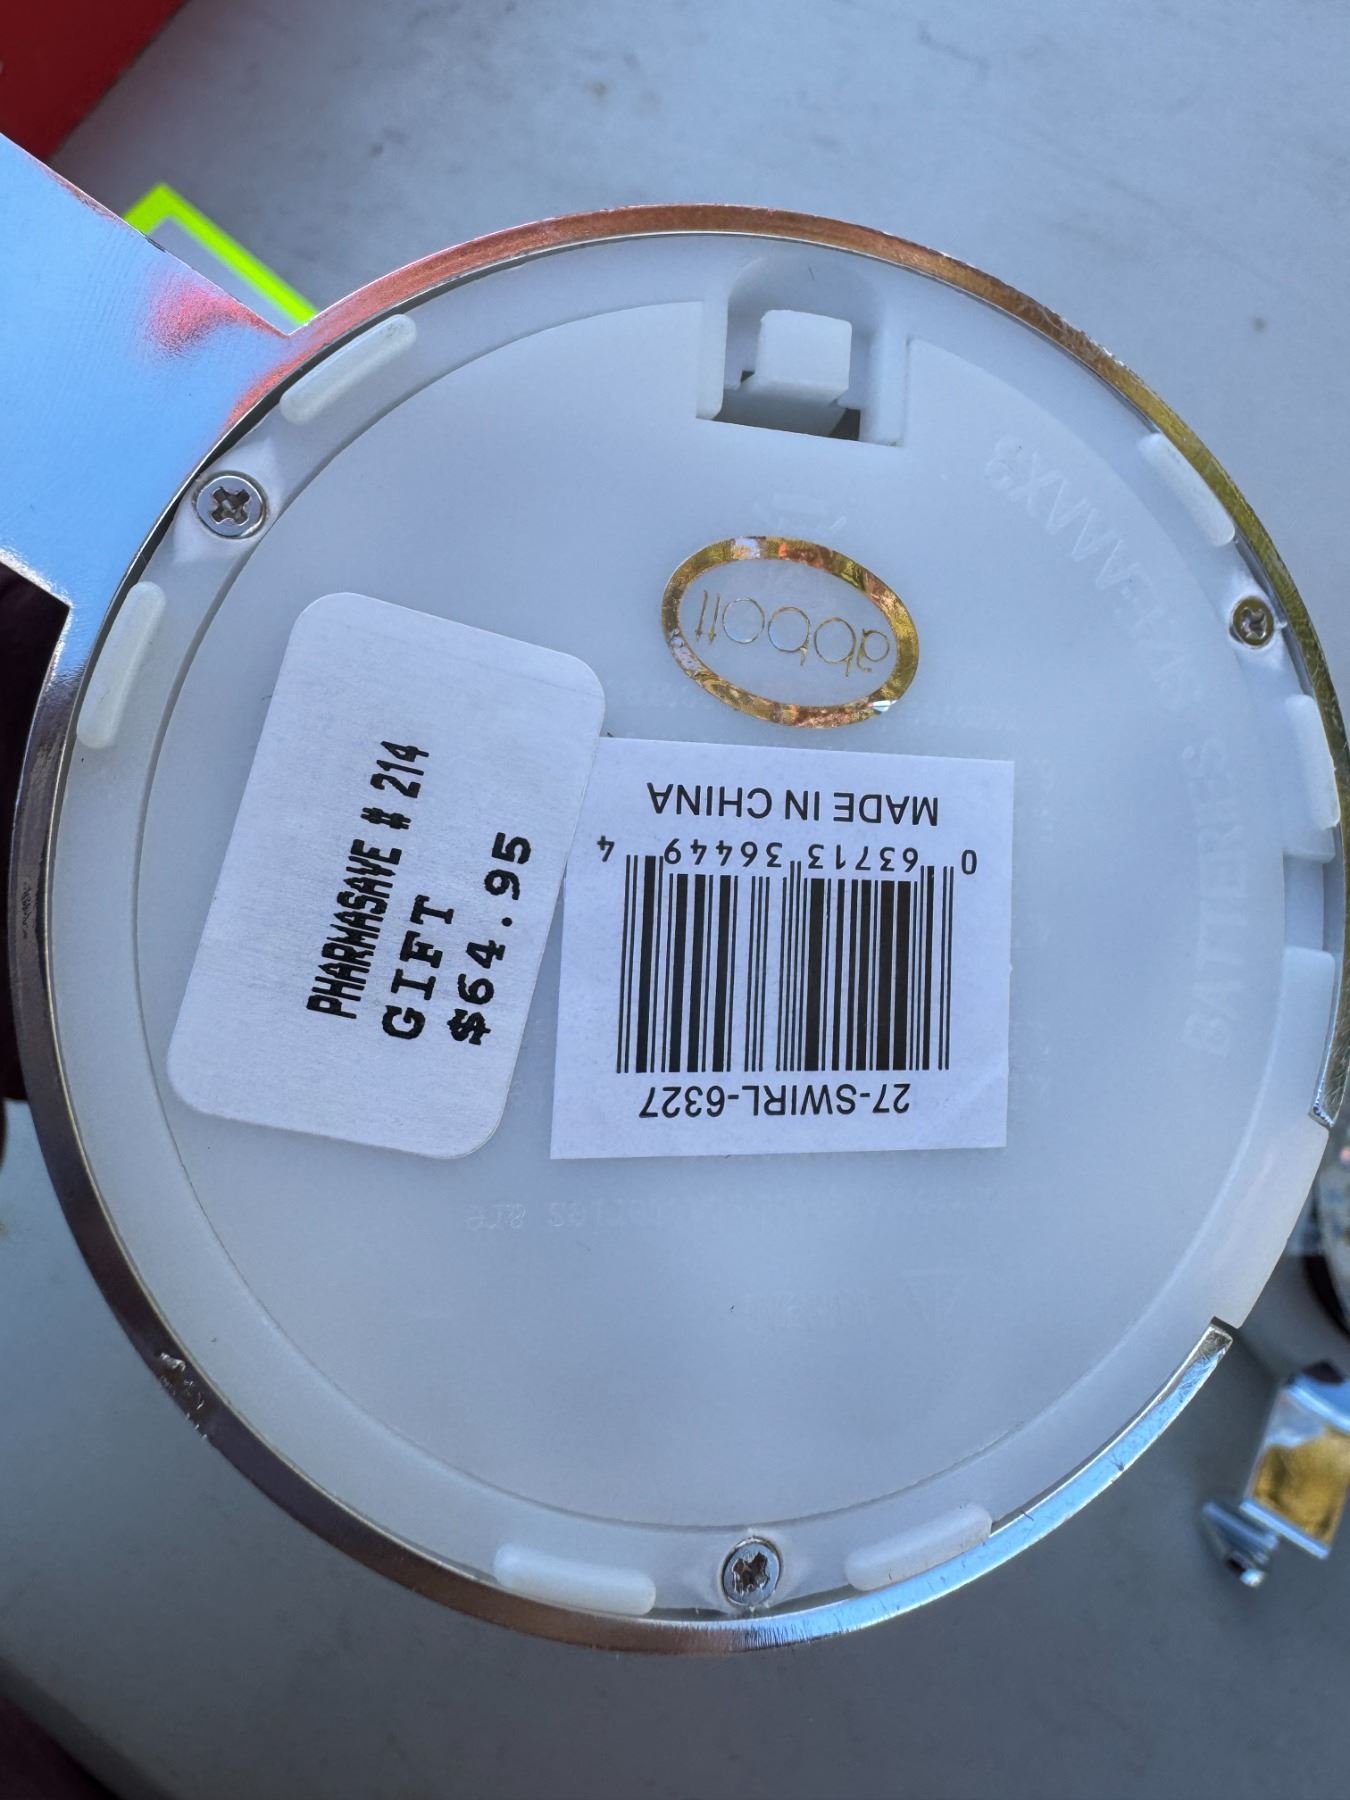 PHARMASAVE # 214
GIFT
$64.95
abbott
MADE IN CHINA
0 63713 36449 4
27-SWIRL-6327
BATTERIES